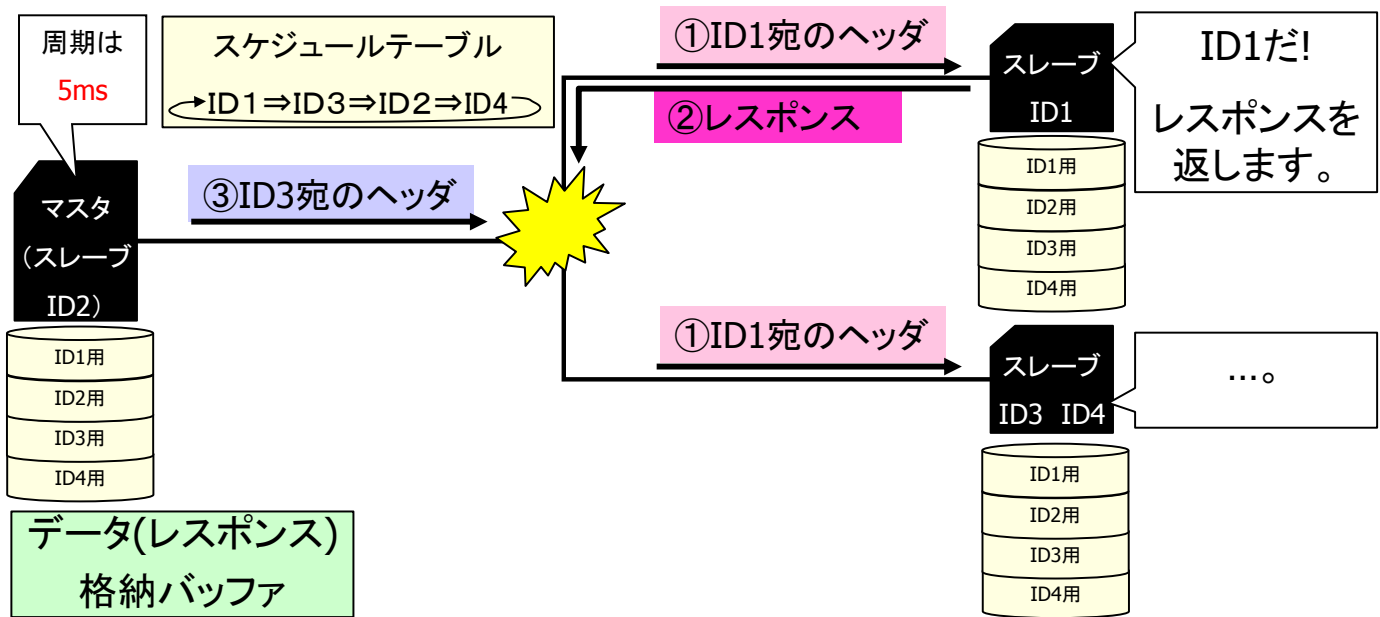 周期は
5ms
スケジュールテーブル
ID1⇒ID3⇒ID2⇒ID4
①ID1宛のヘッダ
②レスポンス
スレーブ
ID1
ID1だ!
レスポンスを
返します。
ID1用
ID2用
ID3用
ID4用
マスタ
(スレーブ
ID2)
③ID3宛のヘッダ
ID1用
ID2用
ID3用
ID4用
①ID1宛のヘッダ
スレーブ
ID3 ID4
…。
ID1用
ID2用
ID3用
ID4用
データ(レスポンス)
格納バッファ